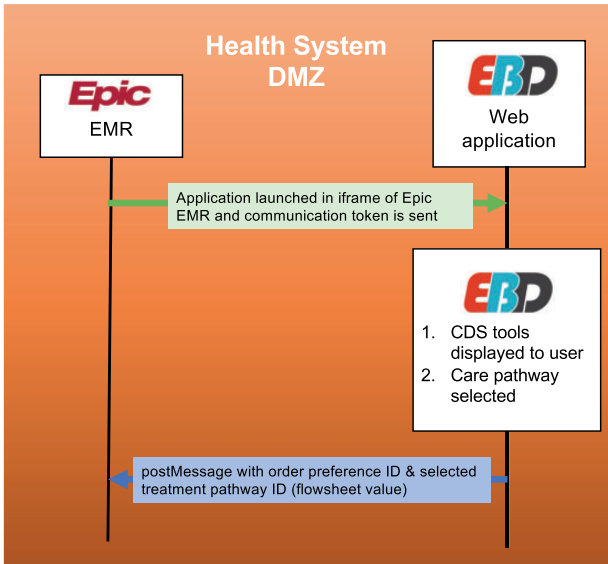 Health System
DMZ
Epic
EMR
EBD
Web
application
Application launched in iframe of Epic
EMR and communication token is sent
EBD
1. CDS tools
displayed to user
2. Care pathway
selected
postMessage with order preference ID & selected
treatment pathway ID (flowsheet value)